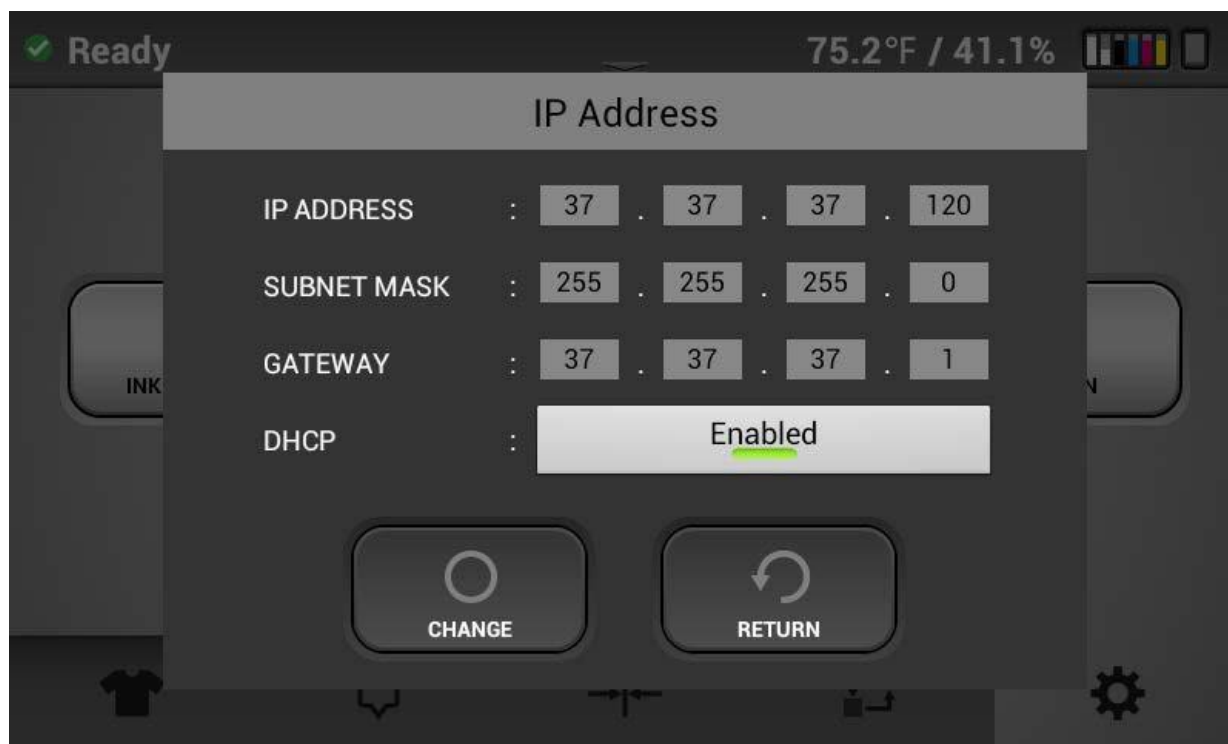 Ready 75.2°F / 41.1%
IP Address
IP ADDRESS : 37 . 37 . 37 . 120
SUBNET MASK : 255 . 255 . 255 . 0
GATEWAY : 37 . 37 . 37 . 1
DHCP : Enabled
INK
N
CHANGE RETURN